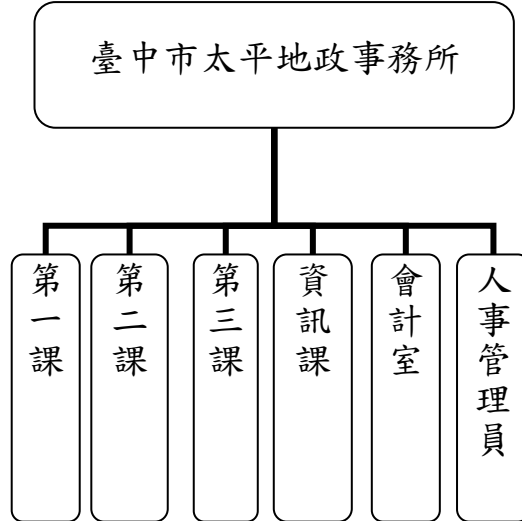 臺中市太平地政事務所
第一課
第二課
第三課
資訊課
會計室
人事管理員